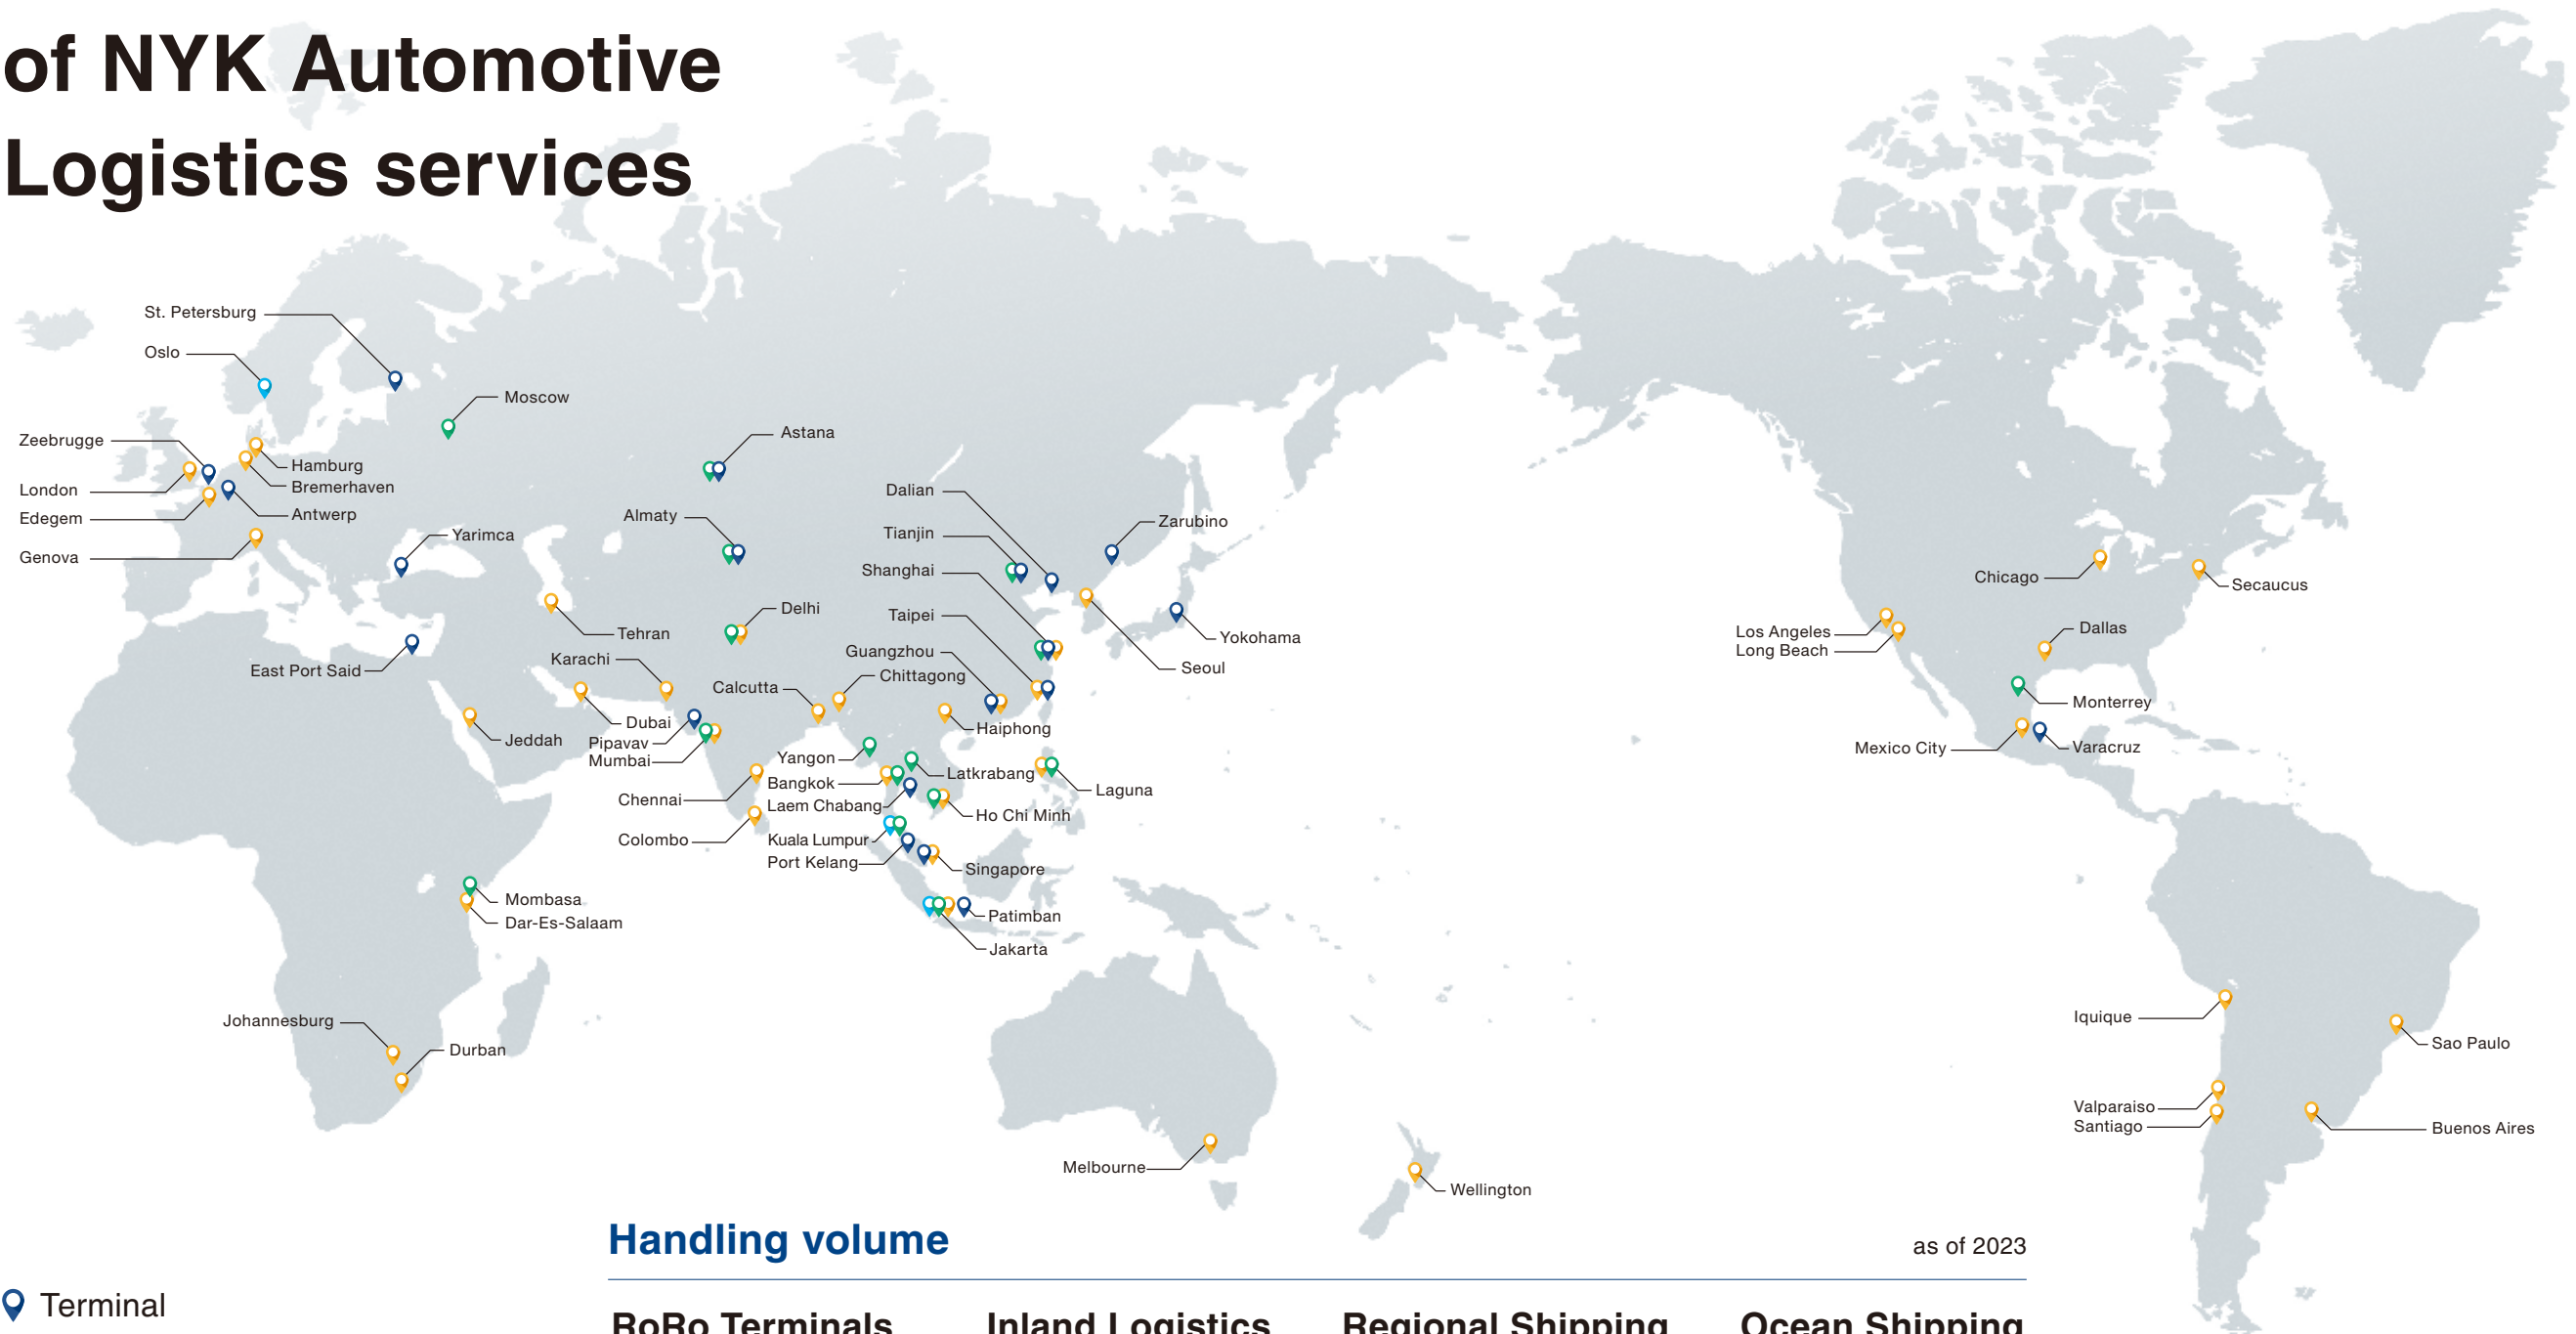 of NYK Automotive
Logistics services
St. Petersburg
Oslo
Moscow
Zeebrugge
Astana
Hamburg
London
Bremerhaven
Dalian
Edegem
Antwerp
Almaty
Zarubino
Yarimca
Tianjin
Genova
Shanghai
Chicago
Secaucus
Delhi
Taipei
Tehran
Yokohama
Los Angeles
Dallas
Long Beach
Karachi
Guangzhou
East Port Said
Seoul
Chittagong
Calcutta
Monterrey
Dubai
Haiphong
Jeddah
Pipavav
Mexico City
Varacruz
Mumbai
Yangon
Latkrabang
Bangkok
Laguna
Chennai
Laem Chabang
Ho Chi Minh
Colombo
Kuala Lumpur
Port Kelang
Singapore
Mombasa
Patimban
Dar-Es-Salaam
Jakarta
Johannesburg
Iquique
Durban
Sao Paulo
Valparaiso
Santiago
Buenos Aires
Melbourne
Wellington
Handling volume
as of 2023
Terminal
RoRo Terminals
Inland Logistics
Regional Shipping
Ocean Shipping